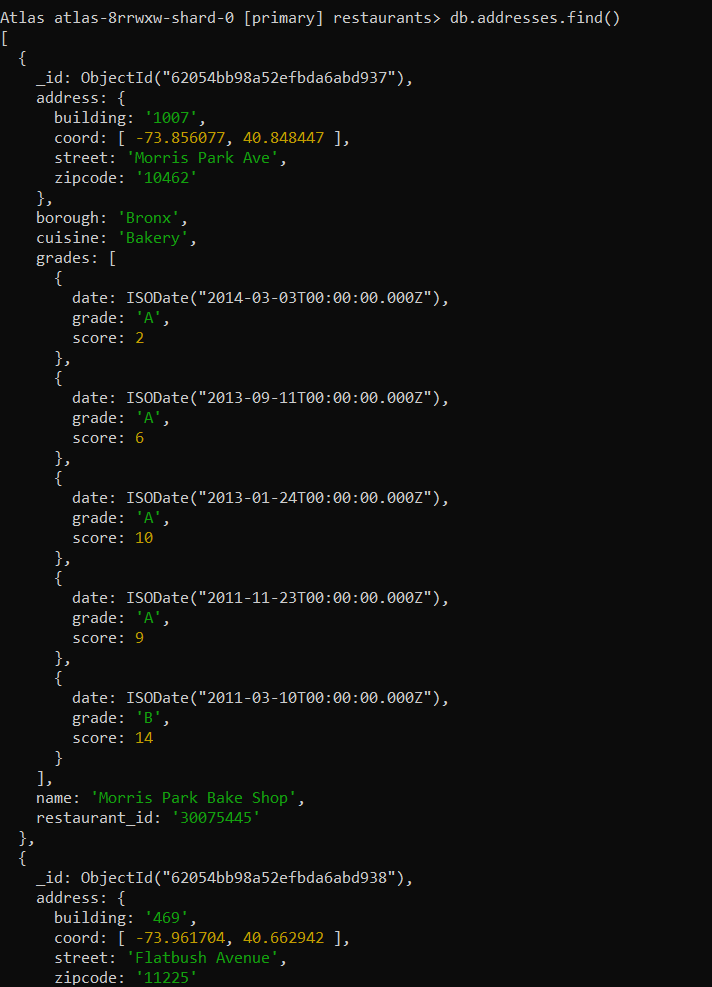 Atlas atlas-8rrwxw-shard-0 [primary] restaurants> db.addresses.find()
[
  {
    _id: ObjectId("62054bb98a52efbda6abd937"),
    address: {
      building: '1007',
      coord: [ -73.856077, 40.848447 ],
      street: 'Morris Park Ave',
      zipcode: '10462'
    },
    borough: 'Bronx',
    cuisine: 'Bakery',
    grades: [
      {
        date: ISODate("2014-03-03T00:00:00.000Z"),
        grade: 'A',
        score: 2
      },
      {
        date: ISODate("2013-09-11T00:00:00.000Z"),
        grade: 'A',
        score: 6
      },
      {
        date: ISODate("2013-01-24T00:00:00.000Z"),
        grade: 'A',
        score: 10
      },
      {
        date: ISODate("2011-11-23T00:00:00.000Z"),
        grade: 'A',
        score: 9
      },
      {
        date: ISODate("2011-03-10T00:00:00.000Z"),
        grade: 'B',
        score: 14
      }
    ],
    name: 'Morris Park Bake Shop',
    restaurant_id: '30075445'
  },
  {
    _id: ObjectId("62054bb98a52efbda6abd938"),
    address: {
      building: '469',
      coord: [ -73.961704, 40.662942 ],
      street: 'Flatbush Avenue',
      zipcode: '11225'